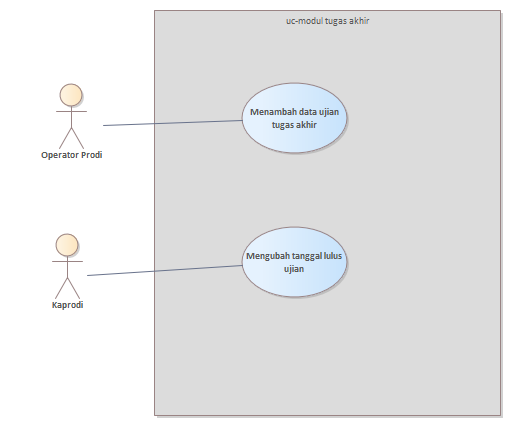 uc-modul tugas akhir
Menambah data ujian
tugas akhir
Operator Prodi
Mengubah tanggal lulus
ujian
Kaprodi